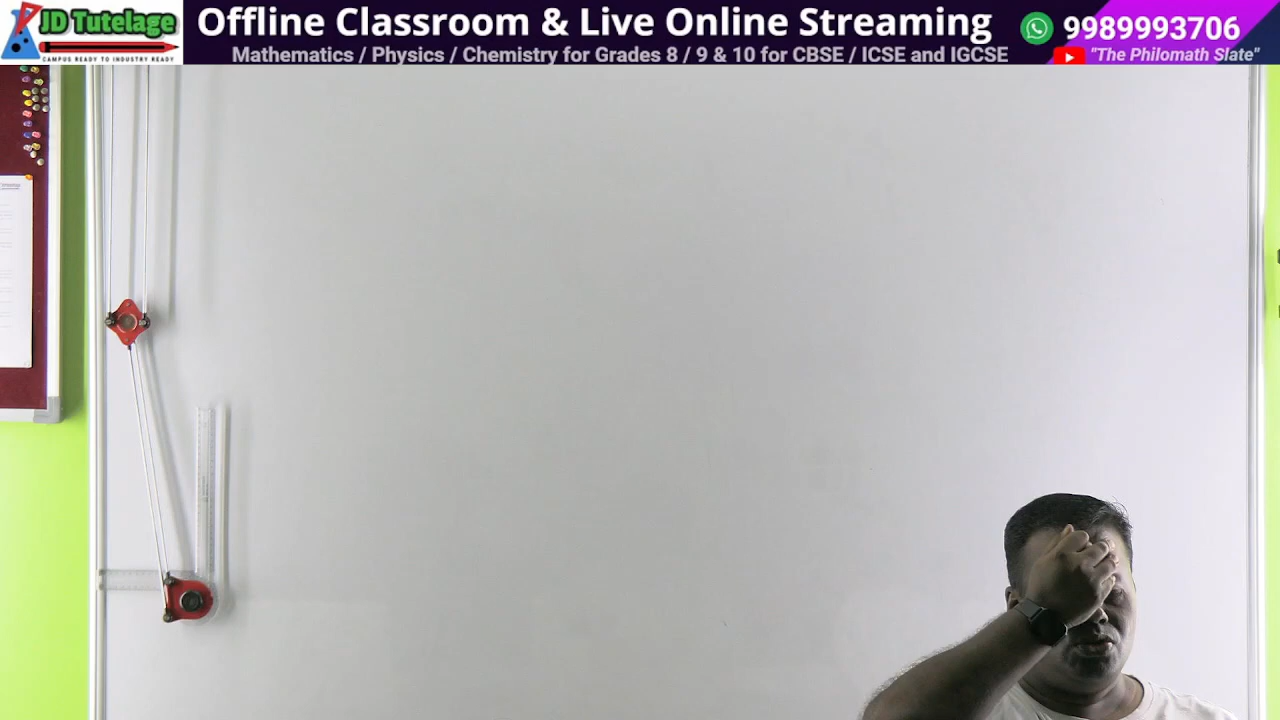 JD Tutelage
CAMPUS READY TO INDUSTRY READY
Offline Classroom & Live Online Streaming
Mathematics / Physics / Chemistry for Grades 8 / 9 & 10 for CBSE / ICSE and IGCSE
9989993706
"The Philomath Slate"